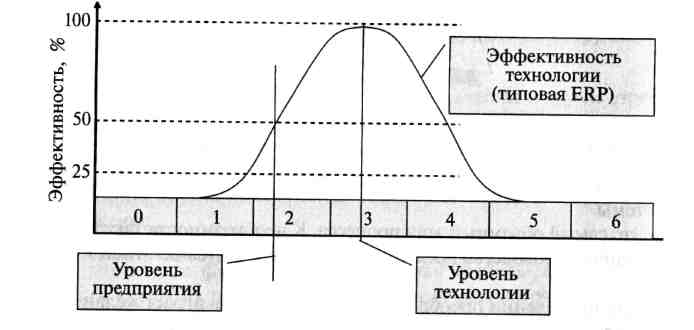 100
50
25
Эффективность, %
Эффективность
технологии
(типовая ERP)
0 1 2 3 4 5 6
Уровень
предприятия
Уровень
технологии